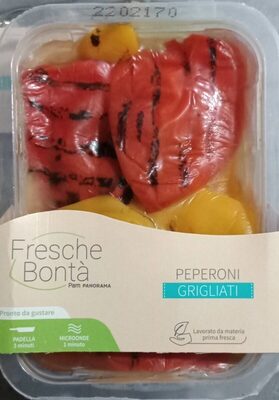 2202170
Fresche
Bontà
Pam PANORAMA
PEPERONI
GRIGLIATI
Pronto da gustare
PADELLA
3 minuti
MICROONDE
1 minuto
Lavorato da materia
prima fresca